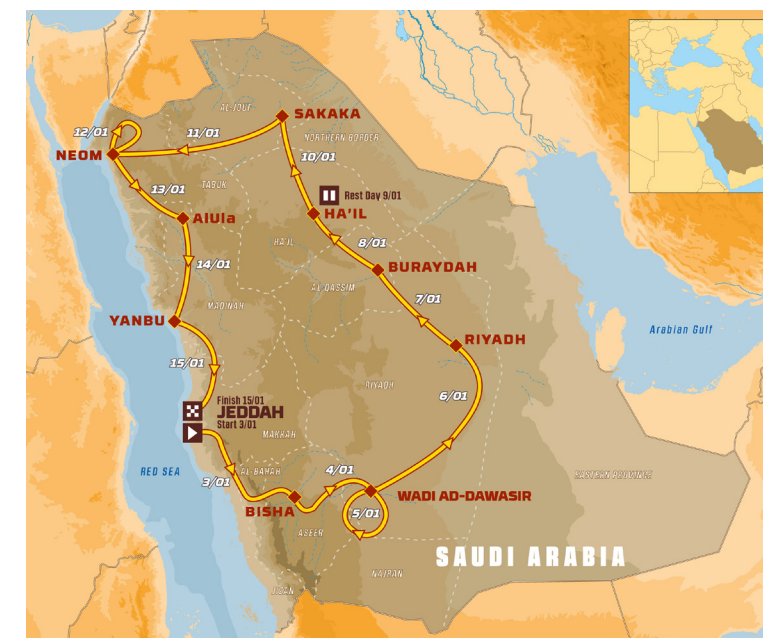 SAKAKA
AL-JOUF
12/01
11/01
NORTHERN BORDER
NEOM
10/01
TABUK
13/01
Rest Day 9/01
HA'IL
AlUla
8/01
HA'IL
BURAYDAH
14/01
AL-QASSIM
7/01
MADINAH
YANBU
RIYADH
Arabian Gulf
15/01
RIYADH
6/01
Finish 15/01
JEDDAH
Start 3/01
MAKKAH
RED SEA
AL-BAHAH
4/01
EASTERN PROVINCE
3/01
WADI AD-DAWASIR
BISHA
5/01
ASEER
SAUDI ARABIA
NAJRAN